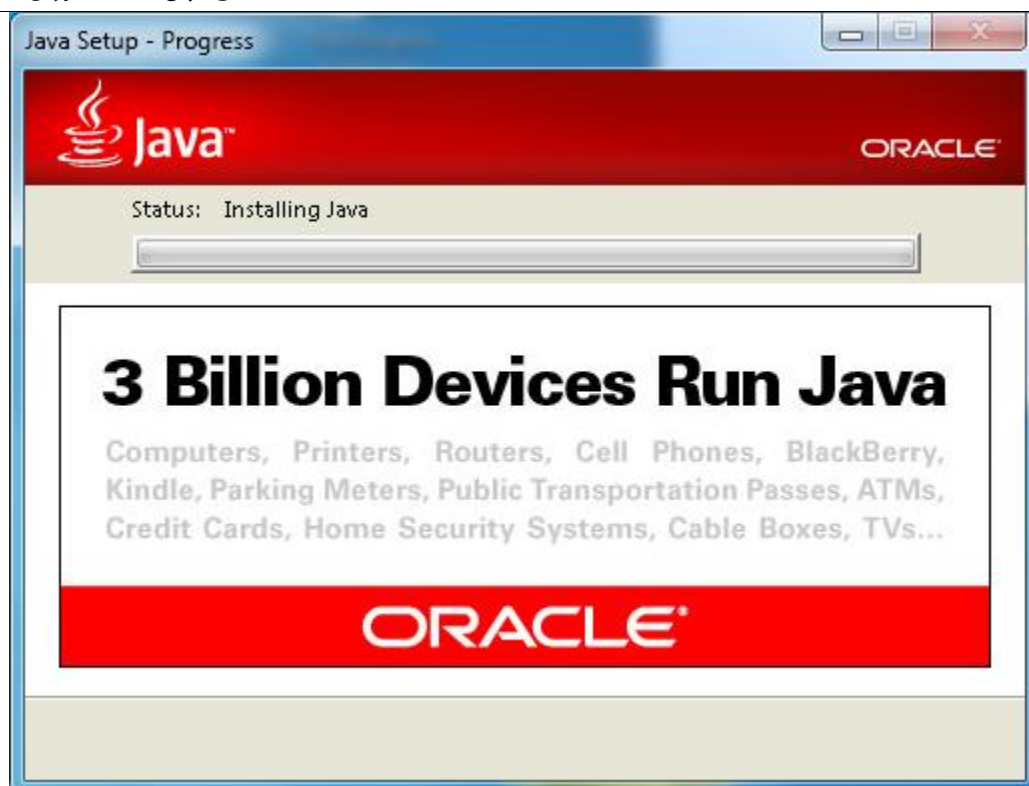 Java Setup - Progress
Java™
ORACLE
Status: Installing Java
3 Billion Devices Run Java
Computers, Printers, Routers, Cell Phones, BlackBerry,
Kindle, Parking Meters, Public Transportation Passes, ATMs,
Credit Cards, Home Security Systems, Cable Boxes, TVs...
ORACLE